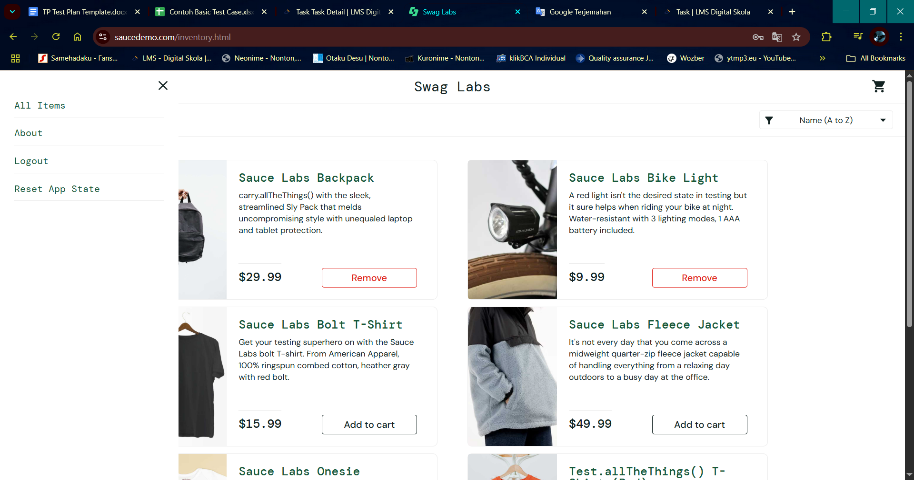 TP Test Plan Template.docx
Contoh Basic Test Case.xlsx
Task Task Detail | LMS Digi
Swag Labs
Google Terjemahan
Task | LMS Digital Skola
saucedemo.com/inventory.html
Samehadaku - Fans...
LMS - Digital Skola |...
Neonime - Nonton,...
Otaku Desu | Nonto...
Kuronime - Nonton...
klikBCA Individual
Quality assurance J...
Wozber
ytmp3.eu - YouTube...
All Bookmarks
Swag Labs
All Items
About
Logout
Reset App State
Name (A to Z)
Sauce Labs Backpack
carry.allTheThings() with the sleek,
streamlined Sly Pack that melds
uncompromising style with unequaled laptop
and tablet protection.
$29.99
Remove
Sauce Labs Bike Light
A red light isn't the desired state in testing but
it sure helps when riding your bike at night.
Water-resistant with 3 lighting modes, 1 AAA
battery included.
$9.99
Remove
Sauce Labs Bolt T-Shirt
Get your testing superhero on with the Sauce
Labs bolt T-shirt. From American Apparel,
100% ringspun combed cotton, heather gray
with red bolt.
$15.99
Add to cart
Sauce Labs Fleece Jacket
It's not every day that you come across a
midweight quarter-zip fleece jacket capable
of handling everything from a relaxing day
outdoors to a busy day at the office.
$49.99
Add to cart
Sauce Labs Onesie
Test.allTheThings() T-